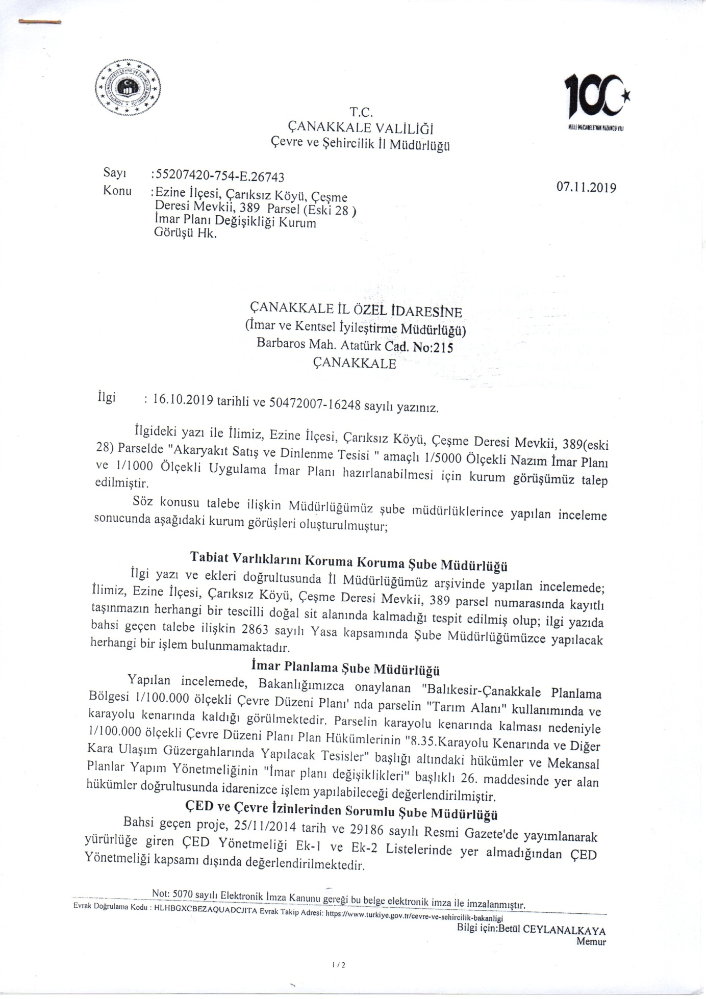 100
MİLLİ MÜCADELE'NİN YÜZÜNCÜ YILI
T.C.
ÇANAKKALE VALİLİĞİ
Çevre ve Şehircilik İl Müdürlüğü
Sayı :55207420-754-E.26743
07.11.2019
Konu :Ezine İlçesi, Çarıksız Köyü, Çeşme
Deresi Mevkii, 389 Parsel (Eski 28 )
İmar Planı Değişikliği Kurum
Görüşü Hk.
ÇANAKKALE İL ÖZEL İDARESİNE
(İmar ve Kentsel İyileştirme Müdürlüğü)
Barbaros Mah. Atatürk Cad. No:215
ÇANAKKALE
İlgi : 16.10.2019 tarihli ve 50472007-16248 sayılı yazınız.
İlgideki yazı ile İlimiz, Ezine İlçesi, Çarıksız Köyü, Çeşme Deresi Mevkii, 389(eski
28) Parselde "Akaryakıt Satış ve Dinlenme Tesisi " amaçlı 1/5000 Ölçekli Nazım İmar Planı
ve 1/1000 Ölçekli Uygulama İmar Planı hazırlanabilmesi için kurum görüşümüz talep
edilmiştir.
Söz konusu talebe ilişkin Müdürlüğümüz şube müdürlüklerince yapılan inceleme
sonucunda aşağıdaki kurum görüşleri oluşturulmuştur;
Tabiat Varlıklarını Koruma Koruma Şube Müdürlüğü
İlgi yazı ve ekleri doğrultusunda İl Müdürlüğümüz arşivinde yapılan incelemede;
İlimiz, Ezine İlçesi, Çarıksız Köyü, Çeşme Deresi Mevkii, 389 parsel numarasında kayıtlı
taşınmazın herhangi bir tescilli doğal sit alanında kalmadığı tespit edilmiş olup; ilgi yazıda
bahsi geçen talebe ilişkin 2863 sayılı Yasa kapsamında Şube Müdürlüğümüzce yapılacak
herhangi bir işlem bulunmamaktadır.
İmar Planlama Şube Müdürlüğü
Yapılan incelemede, Bakanlığımızca onaylanan "Balıkesir-Çanakkale Planlama
Bölgesi 1/100.000 ölçekli Çevre Düzeni Planı' nda parselin "Tarım Alanı" kullanımında ve
karayolu kenarında kaldığı görülmektedir. Parselin karayolu kenarında kalması nedeniyle
1/100.000 ölçekli Çevre Düzeni Planı Plan Hükümlerinin "8.35.Karayolu Kenarında ve Diğer
Kara Ulaşım Güzergahlarında Yapılacak Tesisler" başlığı altındaki hükümler ve Mekansal
Planlar Yapım Yönetmeliğinin "İmar planı değişiklikleri" başlıklı 26. maddesinde yer alan
hükümler doğrultusunda idarenizce işlem yapılabileceği değerlendirilmiştir.
ÇED ve Çevre İzinlerinden Sorumlu Şube Müdürlüğü
Bahsi geçen proje, 25/11/2014 tarih ve 29186 sayılı Resmi Gazete'de yayımlanarak
yürürlüğe giren ÇED Yönetmeliği Ek-1 ve Ek-2 Listelerinde yer almadığından ÇED
Yönetmeliği kapsamı dışında değerlendirilmektedir.
Not: 5070 sayılı Elektronik İmza Kanunu gereği bu belge elektronik imza ile imzalanmıştır.
Evrak Doğrulama Kodu : HLHBGXCBEZAQUADCJITA Evrak Takip Adresi: https://www.turkiye.gov.tr/cevre-ve-sehircilik-bakanligi
Bilgi için:Betül CEYLANALKAYA
Memur
1 / 2